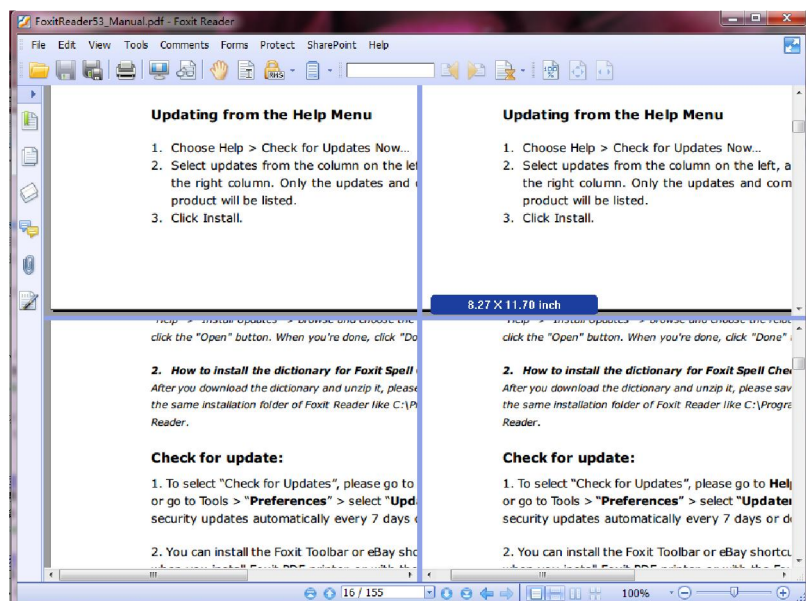 FoxitReader53_Manual.pdf - Foxit Reader
File Edit View Tools Comments Forms Protect SharePoint Help
RHS
Updating from the Help Menu
1. Choose Help > Check for Updates Now...
2. Select updates from the column on the lef
the right column. Only the updates and
product will be listed.
3. Click Install.
Updating from the Help Menu
1. Choose Help > Check for Updates Now...
2. Select updates from the column on the left, a
the right column. Only the updates and com
product will be listed.
3. Click Install.
8.27 X 11.70 inch
click the "Open" button. When you're done, click "Do
2. How to install the dictionary for Foxit Spell
After you download the dictionary and unzip it, please
the same installation folder of Foxit Reader like C:\Pr
Reader.
Check for update:
1. To select “Check for Updates”, please go to
or go to Tools > “Preferences” > select “Upd
security updates automatically every 7 days
2. You can install the Foxit Toolbar or eBay sho
click the "Open" button. When you're done, click "Done"
2. How to install the dictionary for Foxit Spell Chec
After you download the dictionary and unzip it, please sav
the same installation folder of Foxit Reader like C:\Progra
Reader.
Check for update:
1. To select “Check for Updates”, please go to Help
or go to Tools > “Preferences” > select “Updater
security updates automatically every 7 days or d
2. You can install the Foxit Toolbar or eBay shortcu
16 / 155
100%